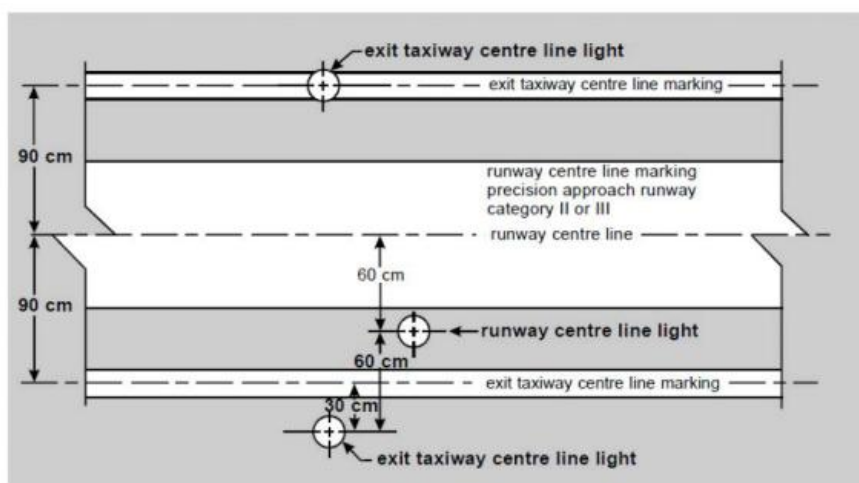 exit taxiway centre line light
exit taxiway centre line marking
90 cm
runway centre line marking
precision approach runway
category II or III
runway centre line
60 cm
90 cm
runway centre line light
60 cm
exit taxiway centre line marking
30 cm
exit taxiway centre line light